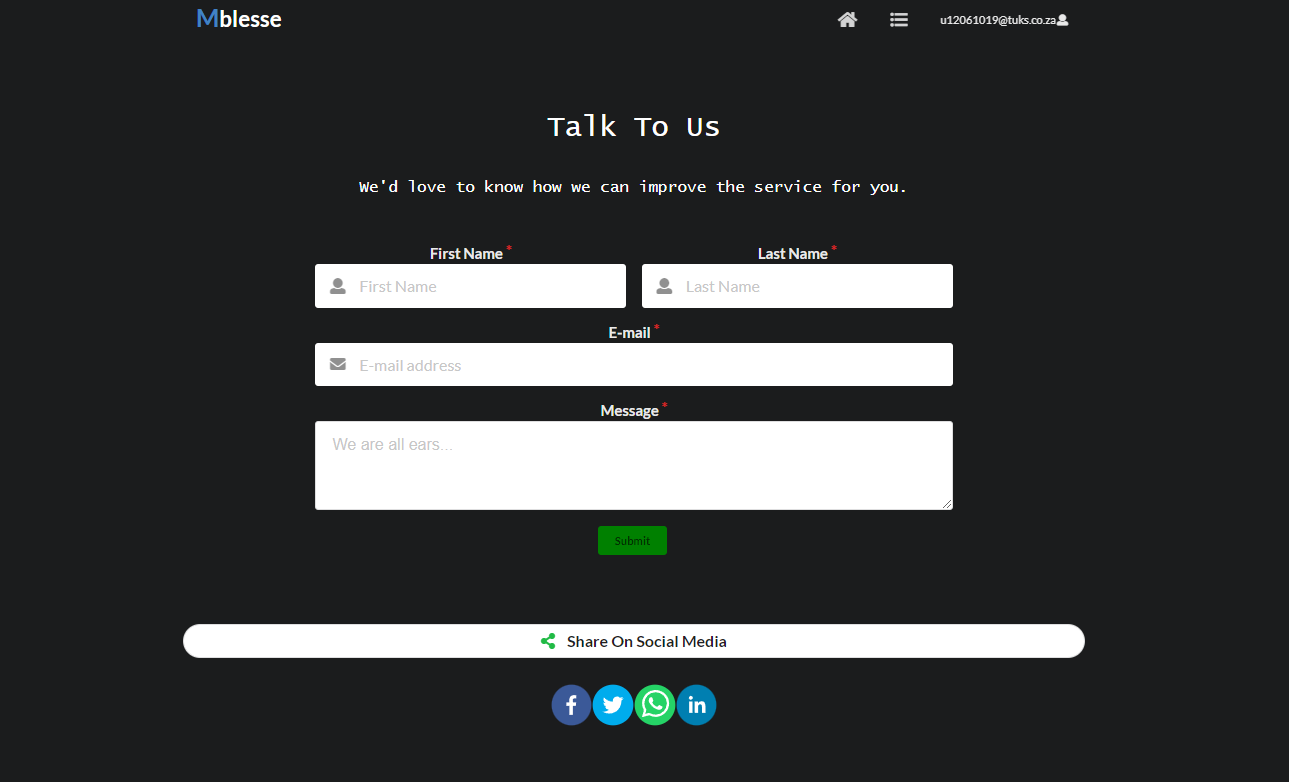 Mblesse
u12061019@tuks.co.za
Talk To Us
We'd love to know how we can improve the service for you.
First Name *
Last Name *
First Name
Last Name
E-mail *
E-mail address
Message *
We are all ears...
Submit
Share On Social Media